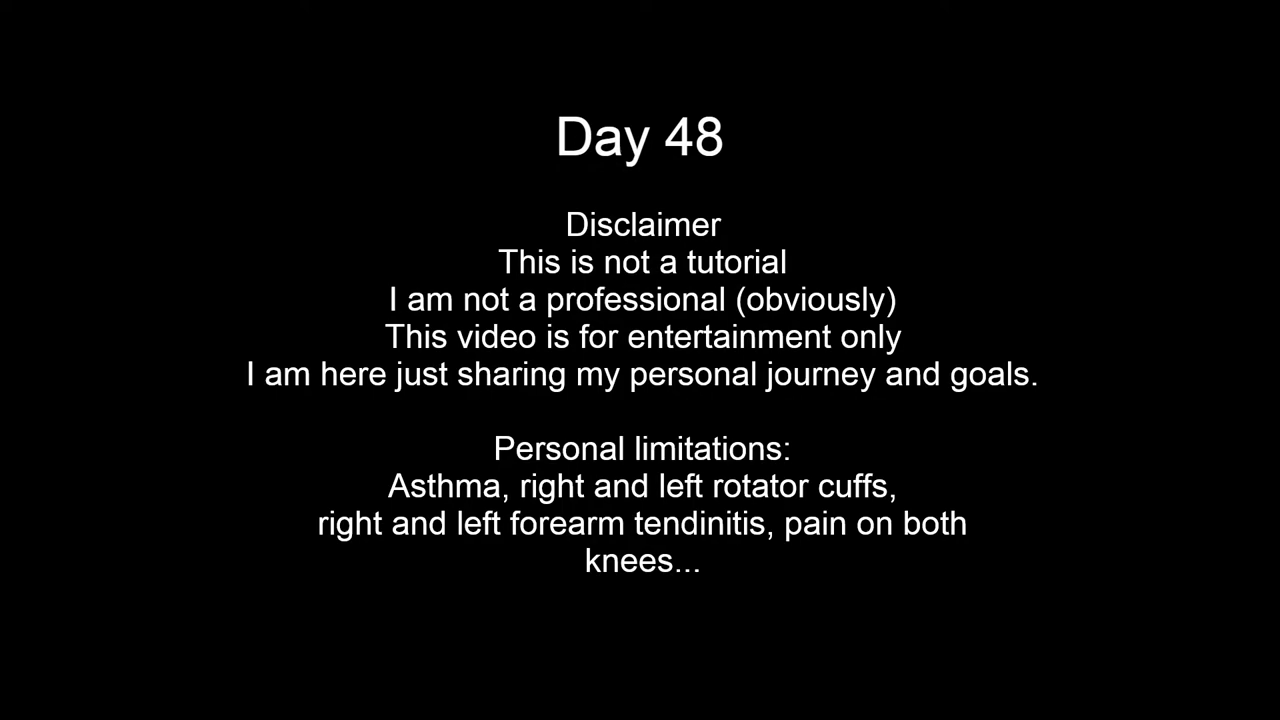 Day 48
Disclaimer
This is not a tutorial
I am not a professional (obviously)
This video is for entertainment only
I am here just sharing my personal journey and goals.
Personal limitations:
Asthma, right and left rotator cuffs,
right and left forearm tendinitis, pain on both
knees...